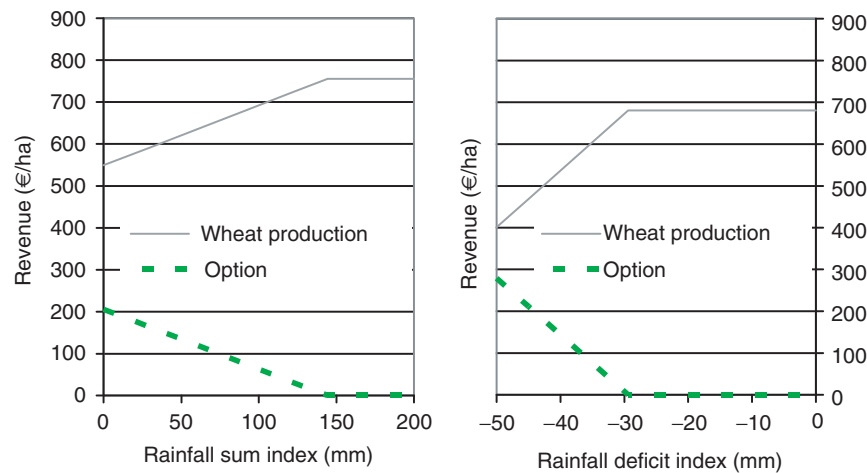 900
800
700
600
500
400
300
200
100
0
Revenue (€/ha)
Wheat production
Option
0 50 100 150 200
Rainfall sum index (mm)
Revenue (€/ha)
Wheat production
Option
900
800
700
600
500
400
300
200
100
0
−50 −40 −30 −20 −10 0
Rainfall deficit index (mm)